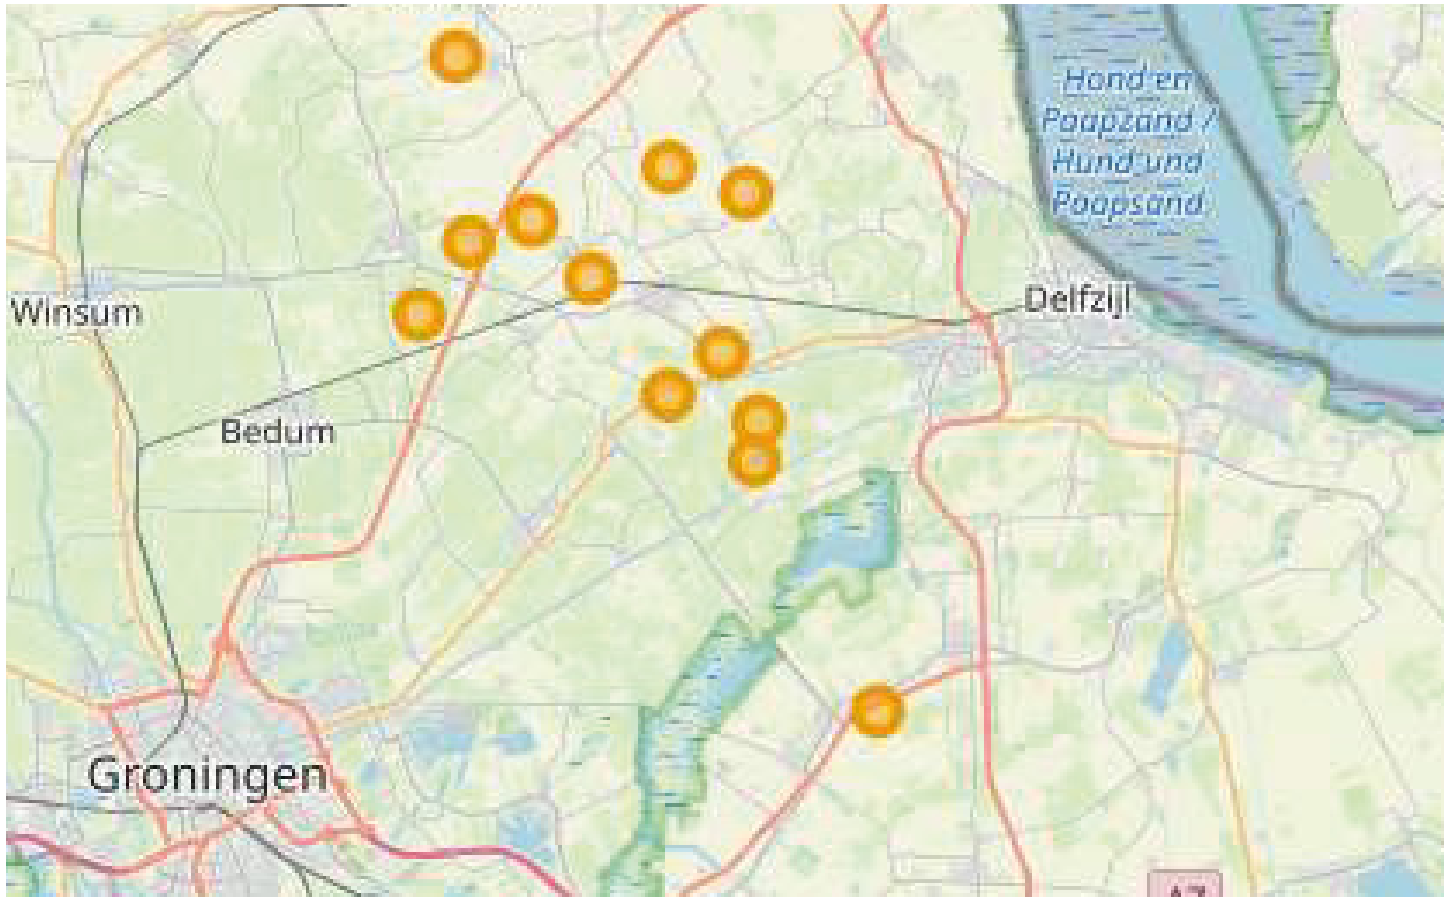 Hond en
Paapzand /
Hund und
Paapsand
Winsum
Delfzijl
Bedum
Groningen